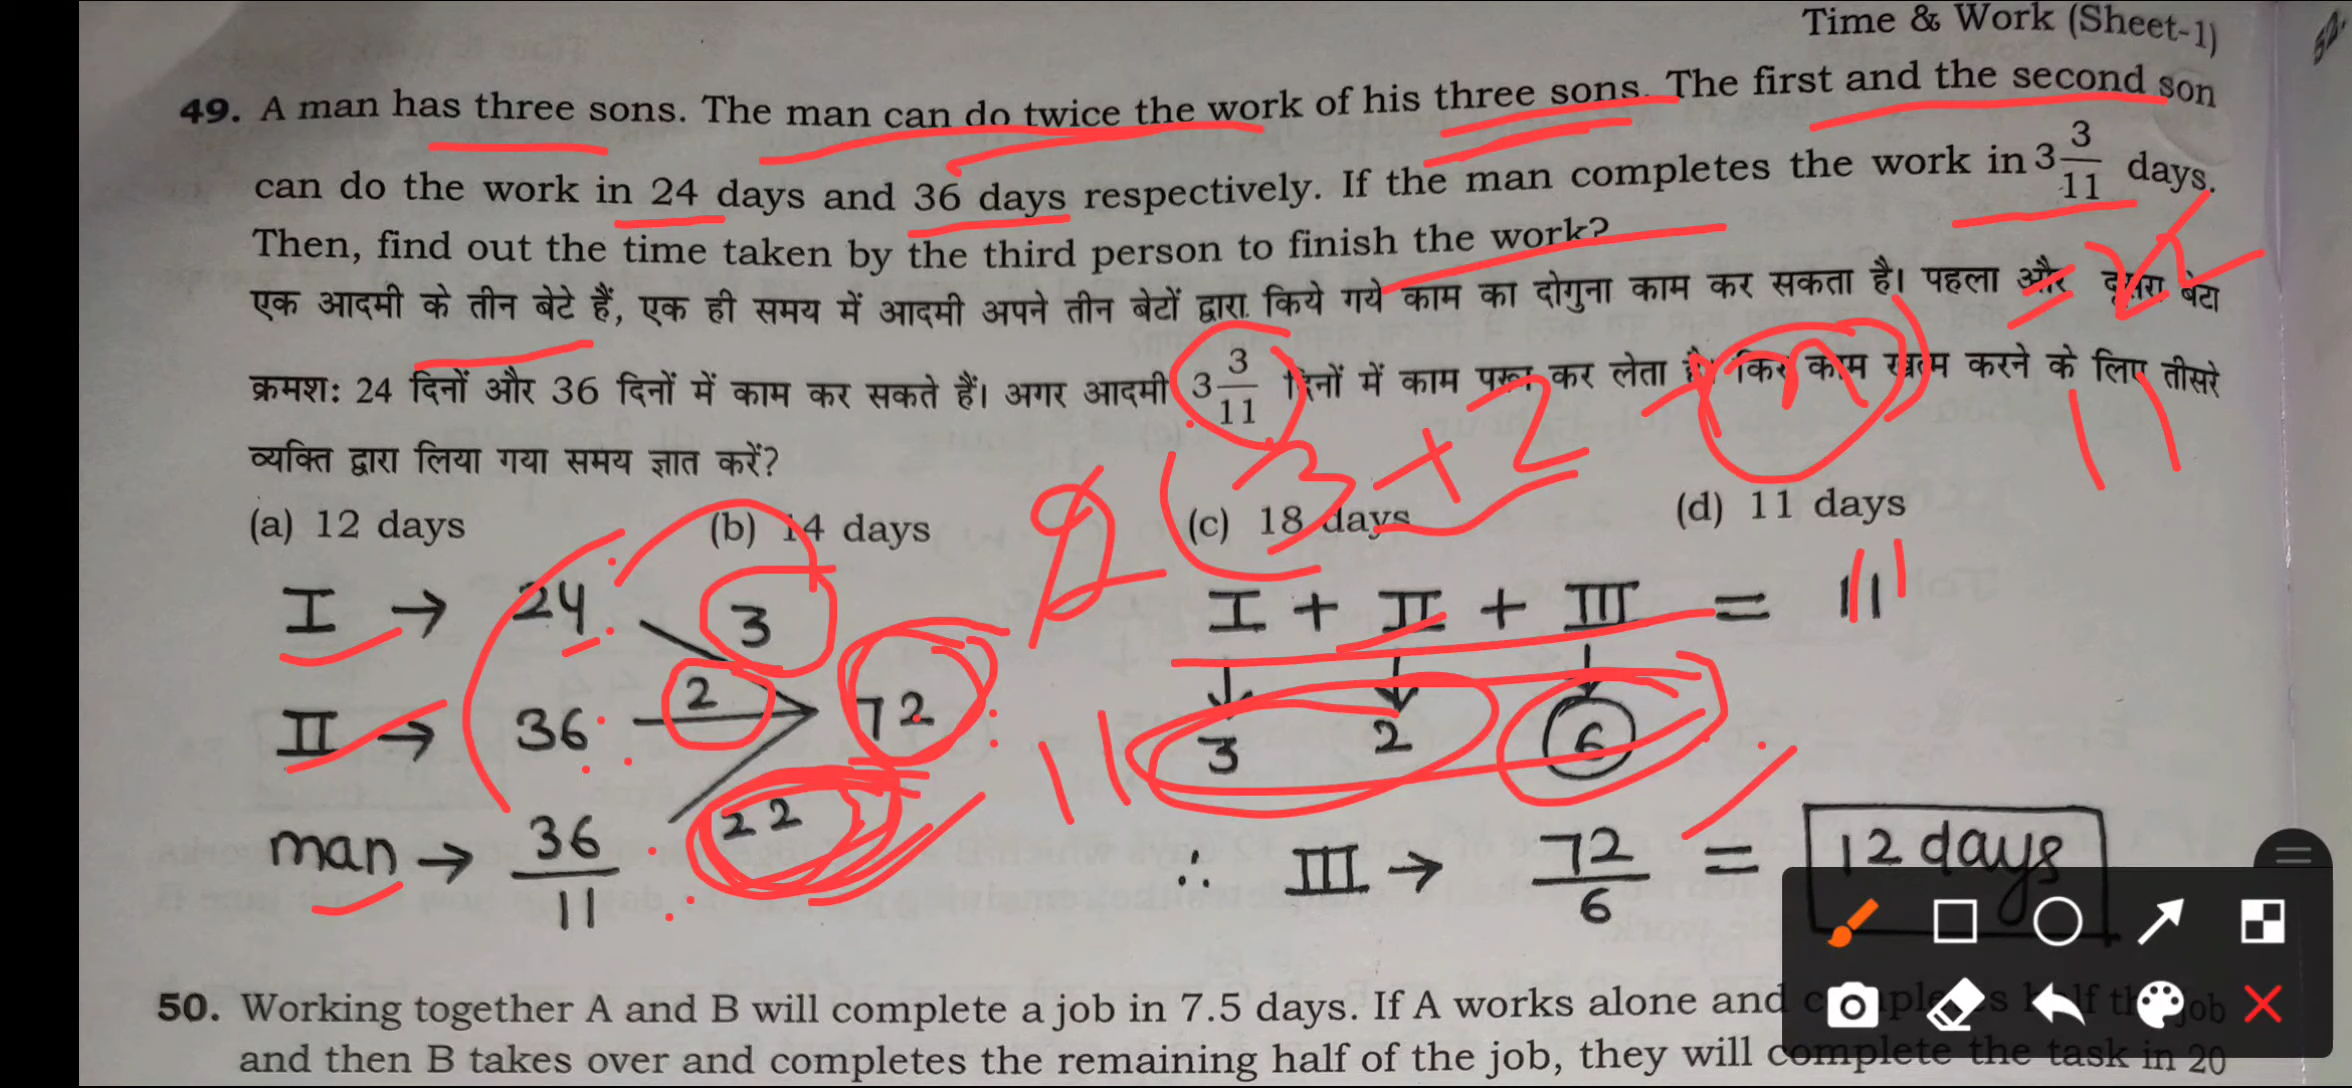 Time & Work (Sheet-1)
49. A man has three sons. The man can do twice the work of his three sons. The first and the second son
can do the work in 24 days and 36 days respectively. If the man completes the work in 3 3/11 days.
Then, find out the time taken by the third person to finish the work?
एक आदमी के तीन बेटे हैं, एक ही समय में आदमी अपने तीन बेटों द्वारा किये गये काम का दोगुना काम कर सकता है। पहला और दूसरा बेटा
क्रमश: 24 दिनों और 36 दिनों में काम कर सकते हैं। अगर आदमी 3 3/11 दिनों में काम कर लेता है। काम खत्म करने के लिए तीसरे
व्यक्ति द्वारा लिया गया समय ज्ञात करें?
3 × 2
11
(a) 12 days (b) 14 days (c) 18 days (d) 11 days
I → 24 3 I + II + III = 11
II → 36 2 72 3 2 6
11
man → 36/11 22 ∴ III → 72/6 = 12 days
50. Working together A and B will complete a job in 7.5 days. If A works alone and half job
and then B takes over and completes the remaining half of the job, they will complete the task in 20